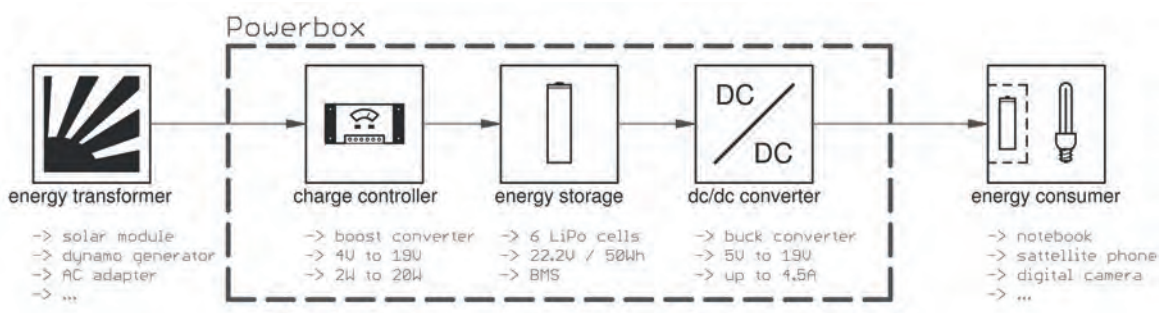 Powerbox
DC
DC
energy transformer
charge controller
energy storage
dc/dc converter
energy consumer
-> solar module
-> dynamo generator
-> AC adapter
-> ...
-> boost converter
-> 4V to 19V
-> 2W to 20W
-> 6 LiPo cells
-> 22.2V / 50Wh
-> BMS
-> buck converter
-> 5V to 19V
-> up to 4.5A
-> notebook
-> sattellite phone
-> digital camera
-> ...